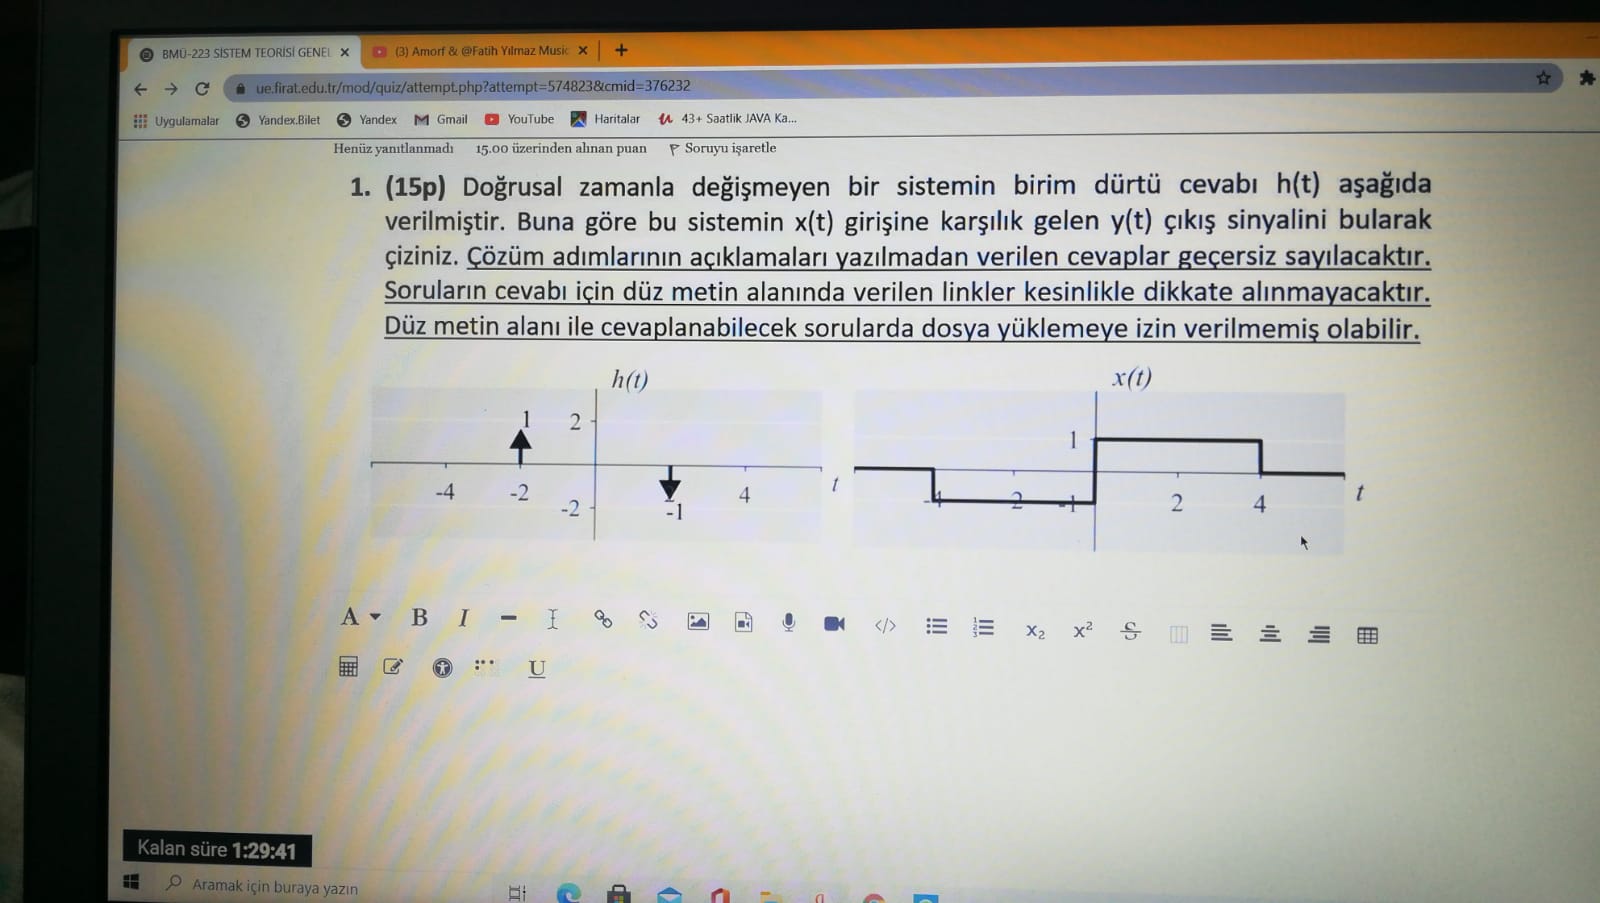 BMÜ-223 SİSTEM TEORİSİ GENEL
(3) Amorf & @Fatih Yılmaz Music
ue.firat.edu.tr/mod/quiz/attempt.php?attempt=574823&cmid=376232
Uygulamalar Yandex.Bilet Yandex Gmail YouTube Haritalar 43+ Saatlik JAVA Ka...
Henüz yanıtlanmadı 15.00 üzerinden alınan puan Soruyu işaretle
1. (15p) Doğrusal zamanla değişmeyen bir sistemin birim dürtü cevabı h(t) aşağıda
verilmiştir. Buna göre bu sistemin x(t) girişine karşılık gelen y(t) çıkış sinyalini bularak
çiziniz. Çözüm adımlarının açıklamaları yazılmadan verilen cevaplar geçersiz sayılacaktır.
Soruların cevabı için düz metin alanında verilen linkler kesinlikle dikkate alınmayacaktır.
Düz metin alanı ile cevaplanabilecek sorularda dosya yüklemeye izin verilmemiş olabilir.
h(t) x(t)
1 2 1
-4 -2 -2 2 -1 4 t
-4 -2 -1 2 4 t
A B I
X₂ X² S
U
Kalan süre 1:29:41
Aramak için buraya yazın